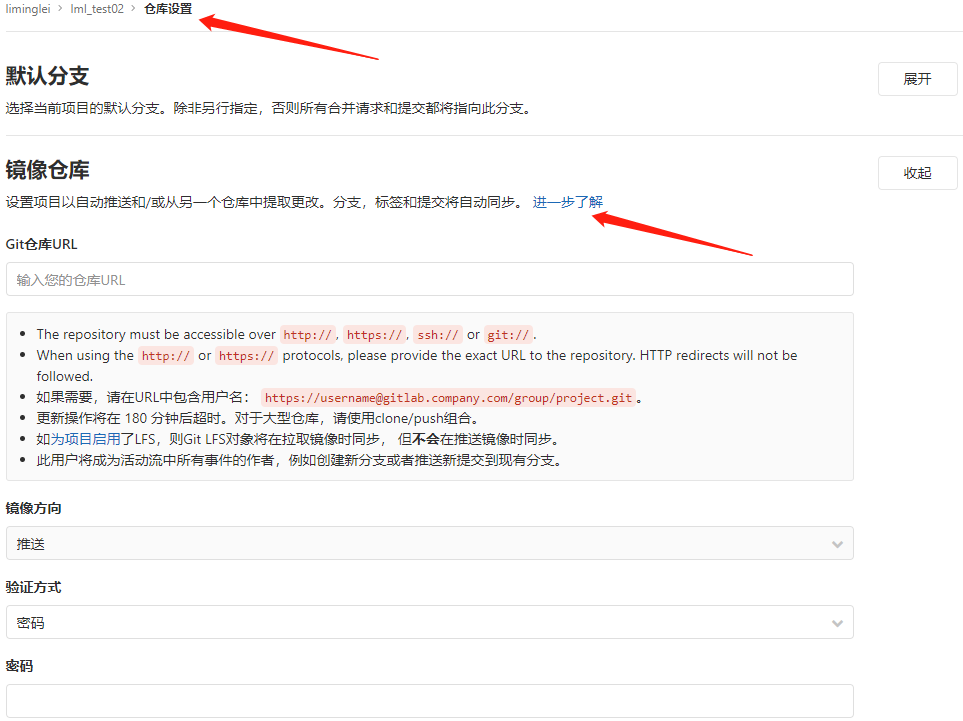 liminglei > lml_test02 > 仓库设置
默认分支
展开
选择当前项目的默认分支。除非另行指定，否则所有合并请求和提交都将指向此分支。
镜像仓库
收起
设置项目以自动推送和/或从另一个仓库中提取更改。分支，标签和提交将自动同步。 进一步了解
Git仓库URL
输入您的仓库URL
• The repository must be accessible over http://, https://, ssh:// or git://.
• When using the http:// or https:// protocols, please provide the exact URL to the repository. HTTP redirects will not be
followed.
• 如果需要，请在URL中包含用户名： https://username@gitlab.company.com/group/project.git。
• 更新操作将在 180 分钟后超时。对于大型仓库，请使用clone/push组合。
• 如为项目启用了LFS，则Git LFS对象将在拉取镜像时同步， 但不会在推送镜像时同步。
• 此用户将成为活动流中所有事件的作者，例如创建新分支或者推送新提交到现有分支。
镜像方向
推送
验证方式
密码
密码